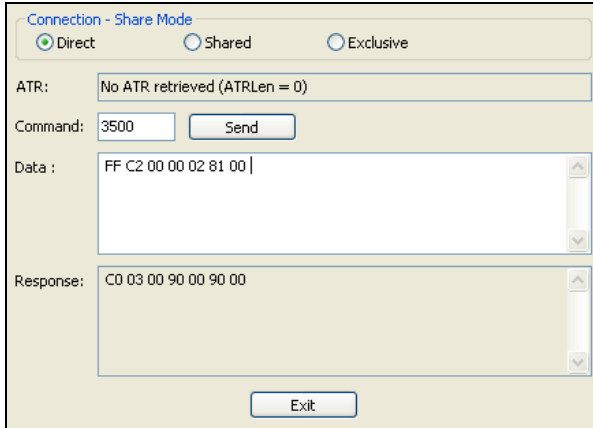 Connection - Share Mode
Direct Shared Exclusive
ATR: No ATR retrieved (ATRLen = 0)
Command: 3500 Send
Data : FF C2 00 00 02 81 00
Response: C0 03 00 90 00 90 00
Exit